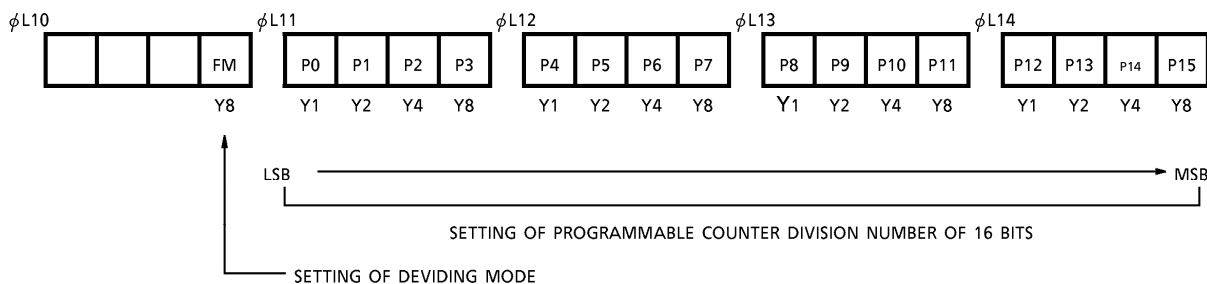 ϕL10 ϕL11 ϕL12 ϕL13 ϕL14
FM P0 P1 P2 P3 P4 P5 P6 P7 P8 P9 P10 P11 P12 P13 P14 P15
Y8 Y1 Y2 Y4 Y8 Y1 Y2 Y4 Y8 Y1 Y2 Y4 Y8 Y1 Y2 Y4 Y8
LSB MSB
SETTING OF PROGRAMMABLE COUNTER DIVISION NUMBER OF 16 BITS
SETTING OF DEVIDING MODE